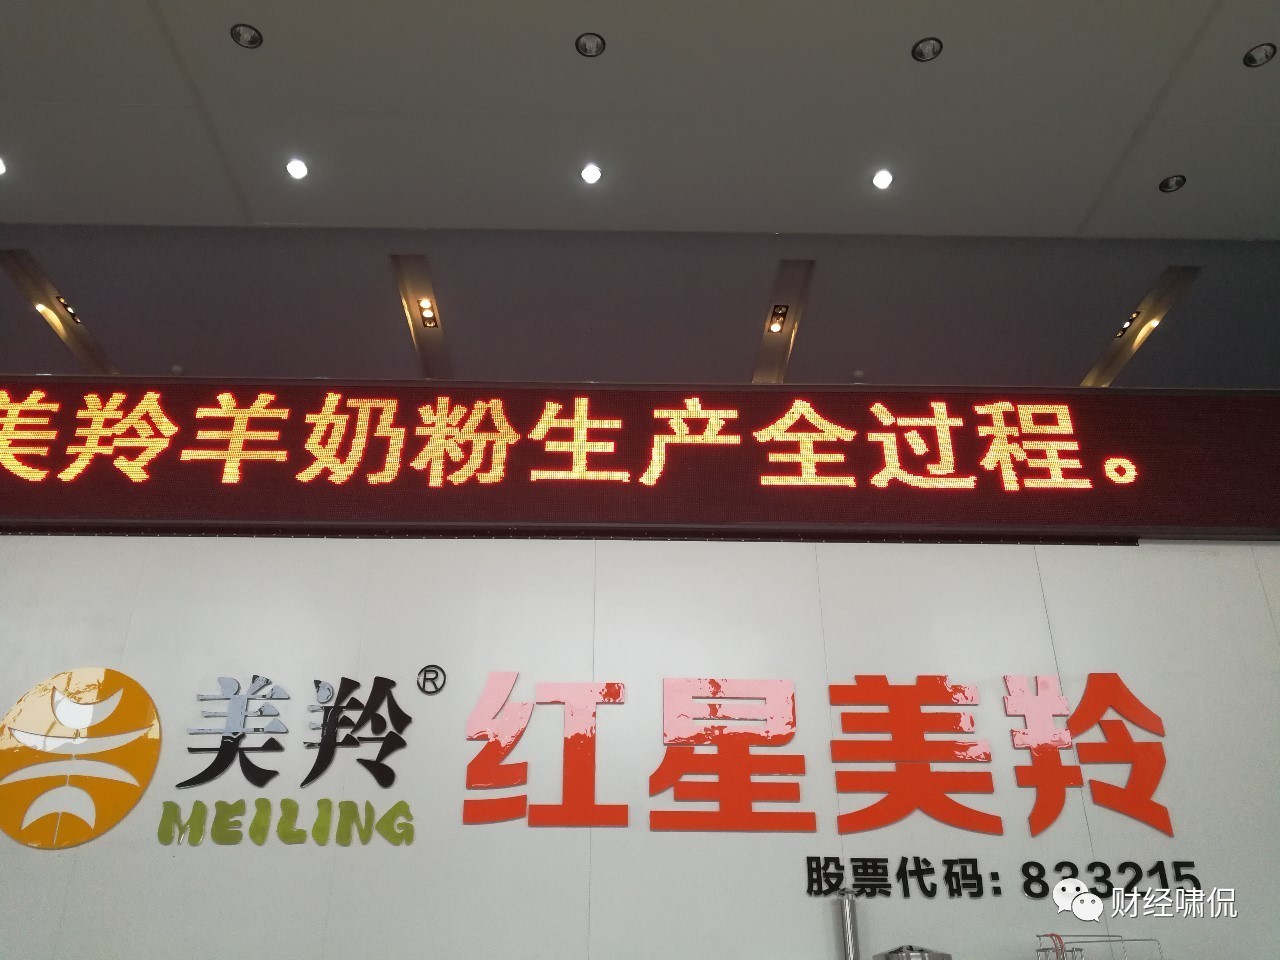 美羚羊奶粉生产全过程。
美羚®
MEILING
红星美羚
股票代码: 833215
财经啸侃